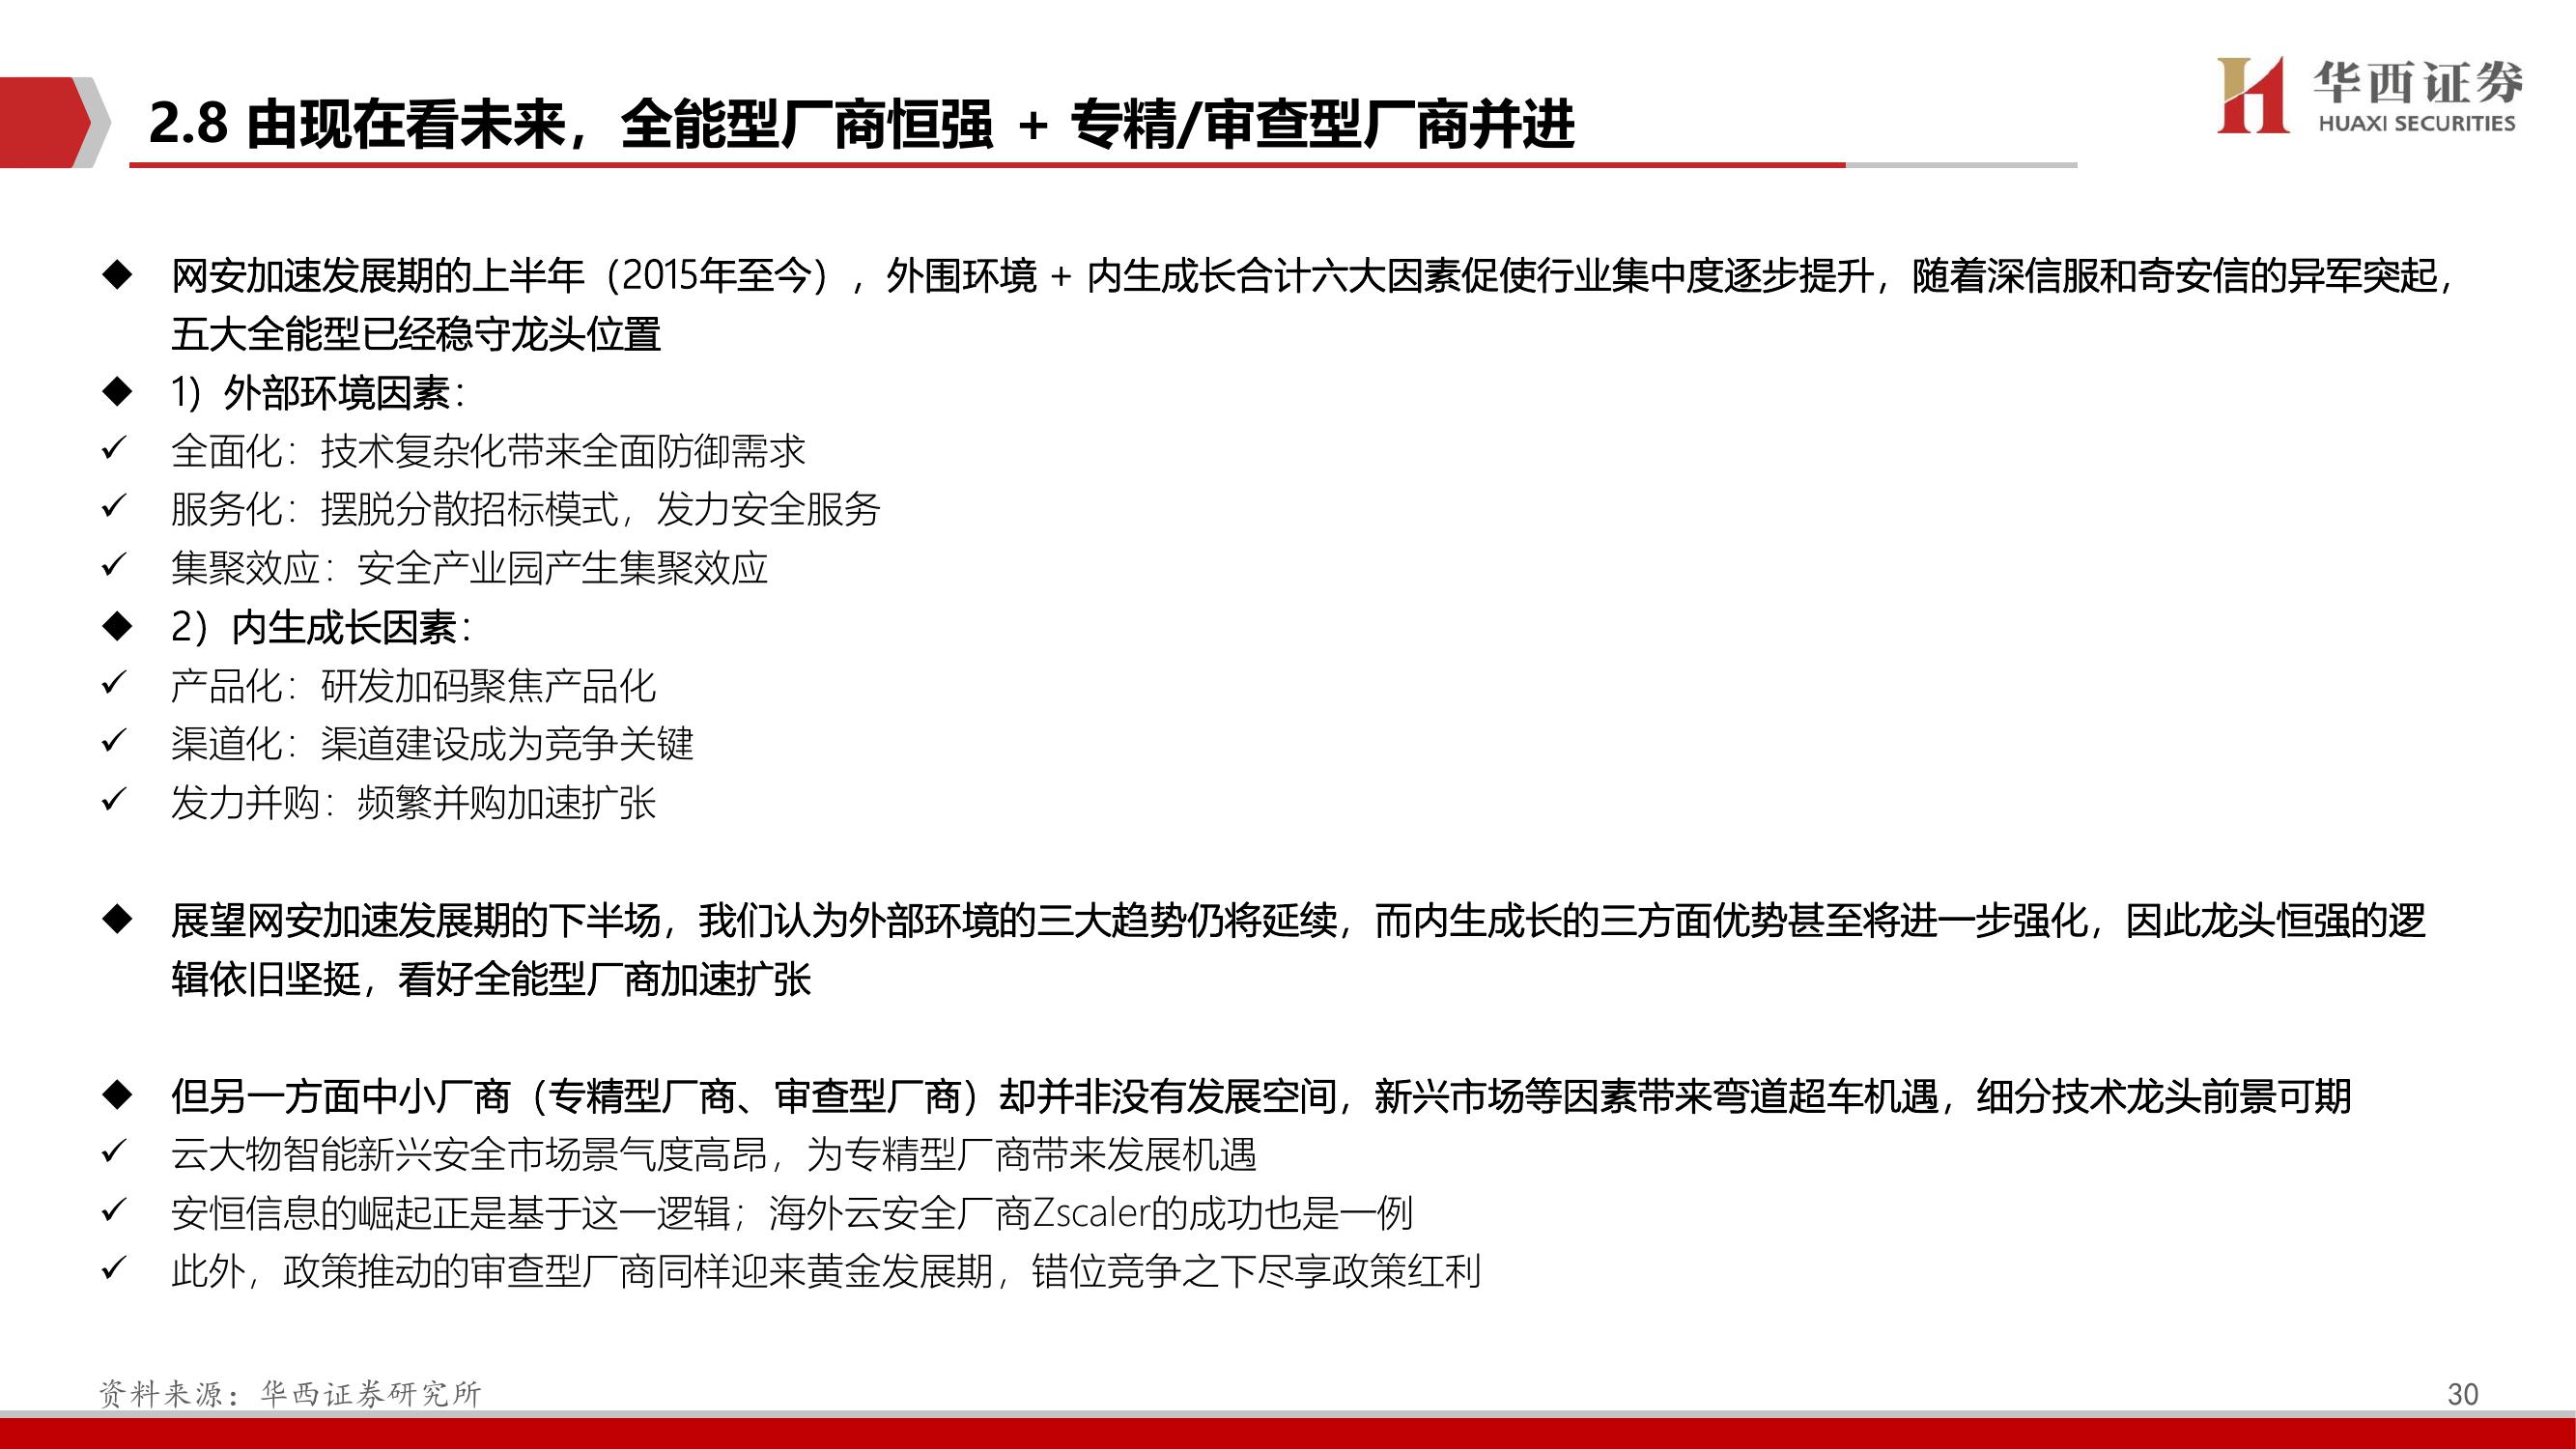 华西证券
HUAXI SECURITIES
2.8 由现在看未来，全能型厂商恒强 + 专精/审查型厂商并进
◆ 网安加速发展期的上半年（2015年至今），外围环境 + 内生成长合计六大因素促使行业集中度逐步提升，随着深信服和奇安信的异军突起，
五大全能型已经稳守龙头位置
◆ 1）外部环境因素：
✓ 全面化：技术复杂化带来全面防御需求
✓ 服务化：摆脱分散招标模式，发力安全服务
✓ 集聚效应：安全产业园产生集聚效应
◆ 2）内生成长因素：
✓ 产品化：研发加码聚焦产品化
✓ 渠道化：渠道建设成为竞争关键
✓ 发力并购：频繁并购加速扩张
◆ 展望网安加速发展期的下半场，我们认为外部环境的三大趋势仍将延续，而内生成长的三方面优势甚至将进一步强化，因此龙头恒强的逻
辑依旧坚挺，看好全能型厂商加速扩张
◆ 但另一方面中小厂商（专精型厂商、审查型厂商）却并非没有发展空间，新兴市场等因素带来弯道超车机遇，细分技术龙头前景可期
✓ 云大物智能新兴安全市场景气度高昂，为专精型厂商带来发展机遇
✓ 安恒信息的崛起正是基于这一逻辑；海外云安全厂商Zscaler的成功也是一例
✓ 此外，政策推动的审查型厂商同样迎来黄金发展期，错位竞争之下尽享政策红利
资料来源：华西证券研究所
30